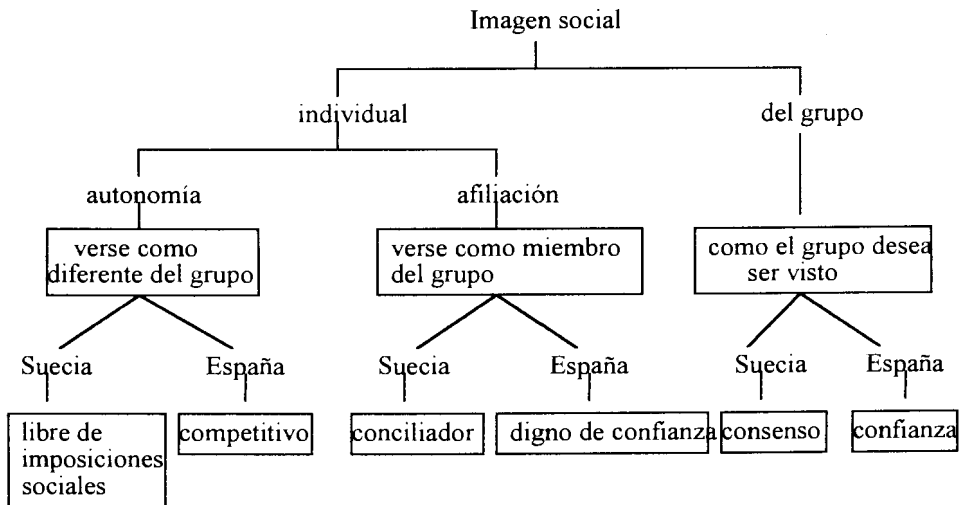 Imagen social
individual
del grupo
autonomía
afiliación
verse como
diferente del grupo
verse como miembro
del grupo
como el grupo desea
ser visto
Suecia
España
Suecia
España
Suecia
España
libre de
imposiciones
sociales
competitivo
conciliador
digno de confianza
consenso
confianza